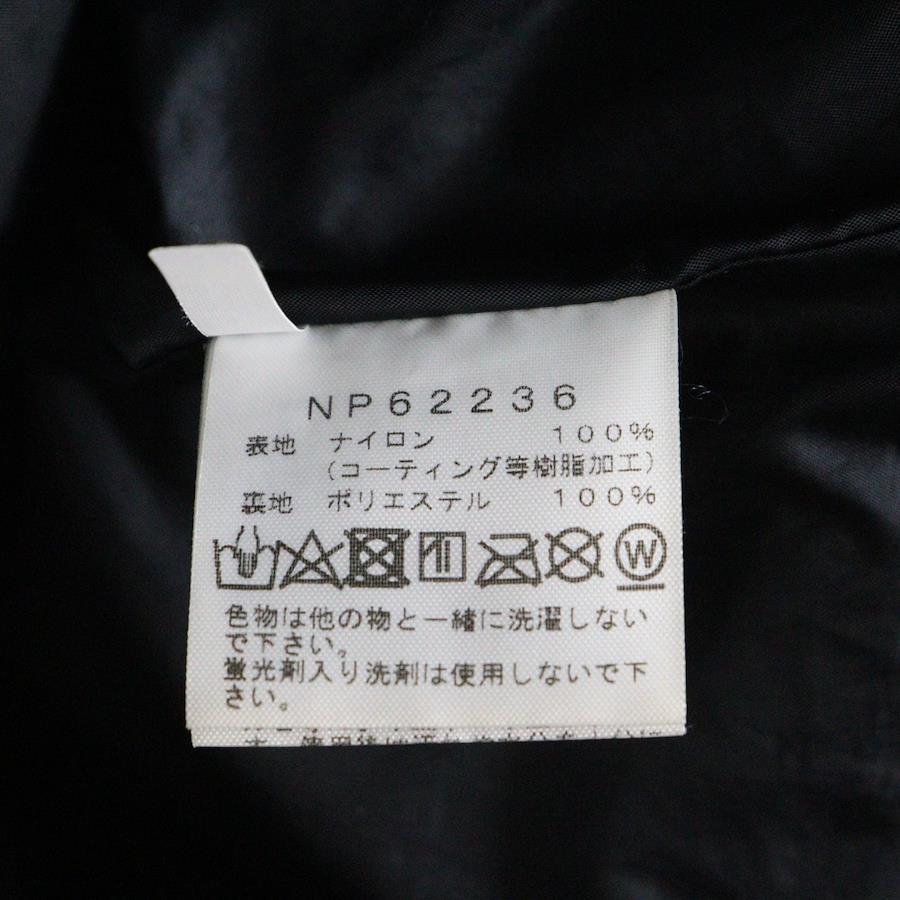 NP62236
表地 ナイロン 100%
(コーティング等樹脂加工)
裏地 ポリエステル 100%
W
色物は他の物と一緒に洗濯しない
で下さい。
蛍光剤入り洗剤は使用しないで下
さい。